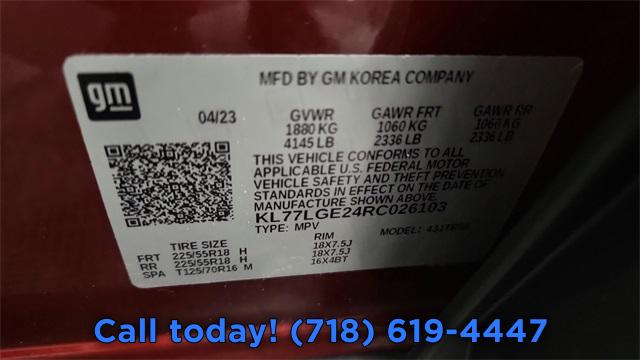 gm
MFD BY GM KOREA COMPANY
04/23 GVWR GAWR FRT GAWR RR
1880 KG 1060 KG 1060 KG
4145 LB 2336 LB 2336 LB
THIS VEHICLE CONFORMS TO ALL
APPLICABLE U.S. FEDERAL MOTOR
VEHICLE SAFETY AND THEFT PREVENTION
STANDARDS IN EFFECT ON THE DATE OF
MANUFACTURE SHOWN ABOVE.
KL77LGE24RC026103
TYPE: MPV MODEL:
TIRE SIZE RIM
FRT 225/55R18 H 18X7.5J
RR 225/55R18 H 18X7.5J
SPA T125/70R16 M 16X4BT
Call today! (718) 619-4447